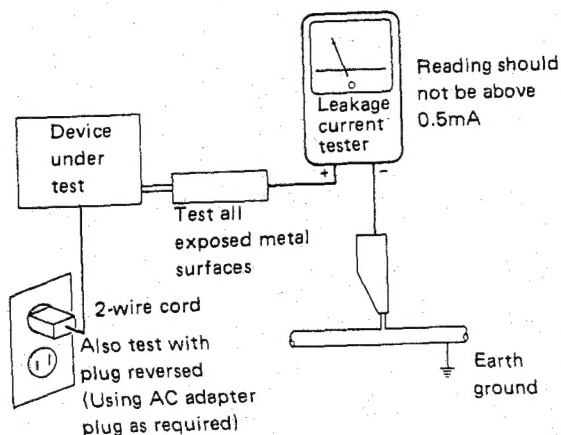 Device
under
test
Leakage
current
tester
+
-
Reading should
not be above
0.5mA
Test all
exposed metal
surfaces
2-wire cord
Also test with
plug reversed
(Using AC adapter
plug as required)
Earth
ground